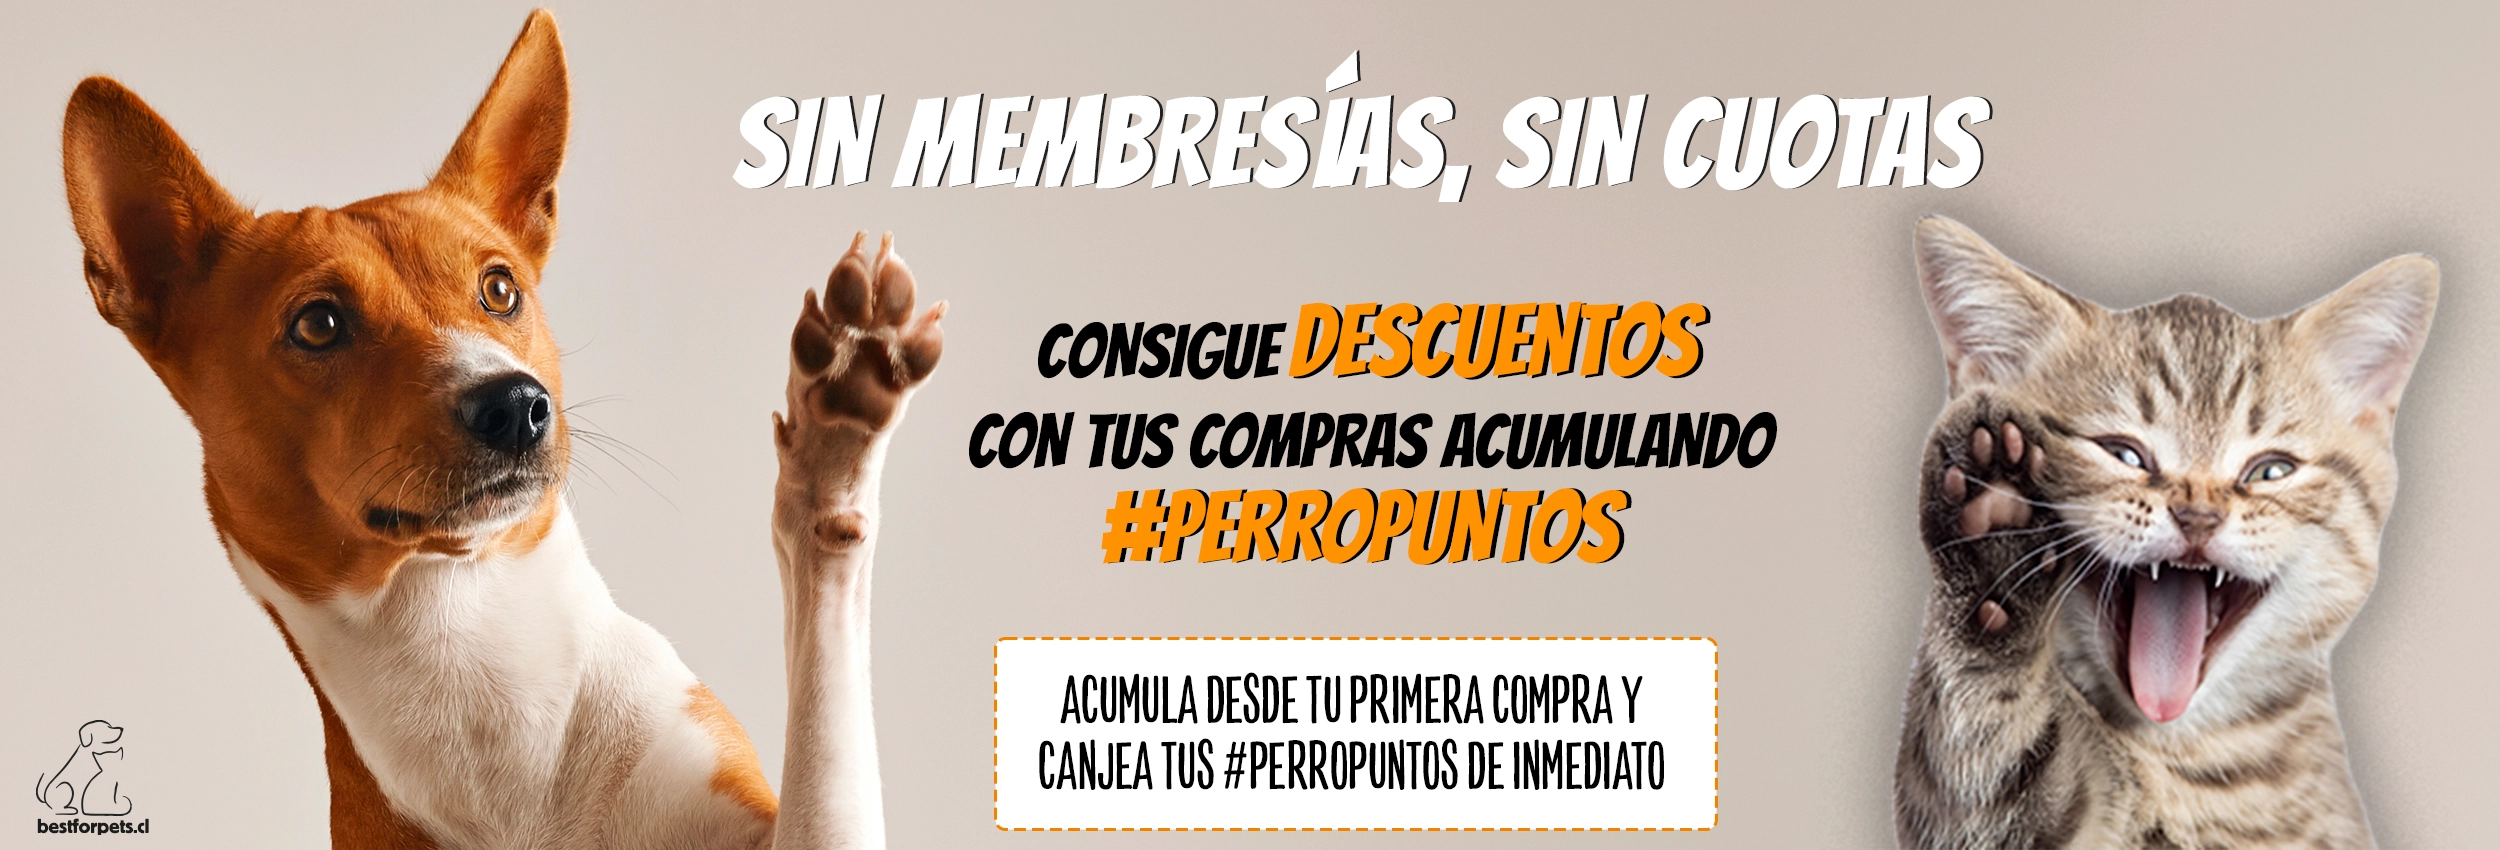 SIN MEMBRESÍAS, SIN CUOTAS
CONSIGUE DESCUENTOS
CON TUS COMPRAS ACUMULANDO
#PERROPUNTOS
ACUMULA DESDE TU PRIMERA COMPRA Y
CANJEA TUS #PERROPUNTOS DE INMEDIATO
bestforpets.cl